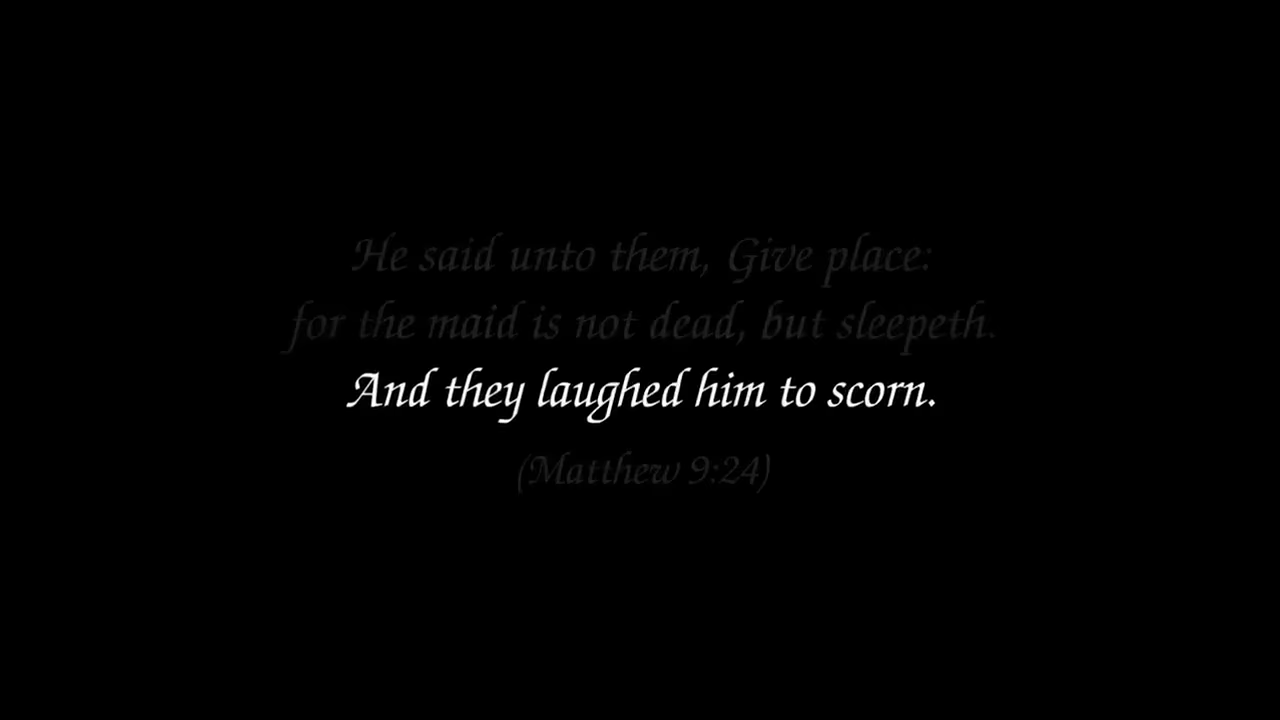 He said unto them, Give place:
for the maid is not dead, but sleepeth.
And they laughed him to scorn.
(Matthew 9:24)